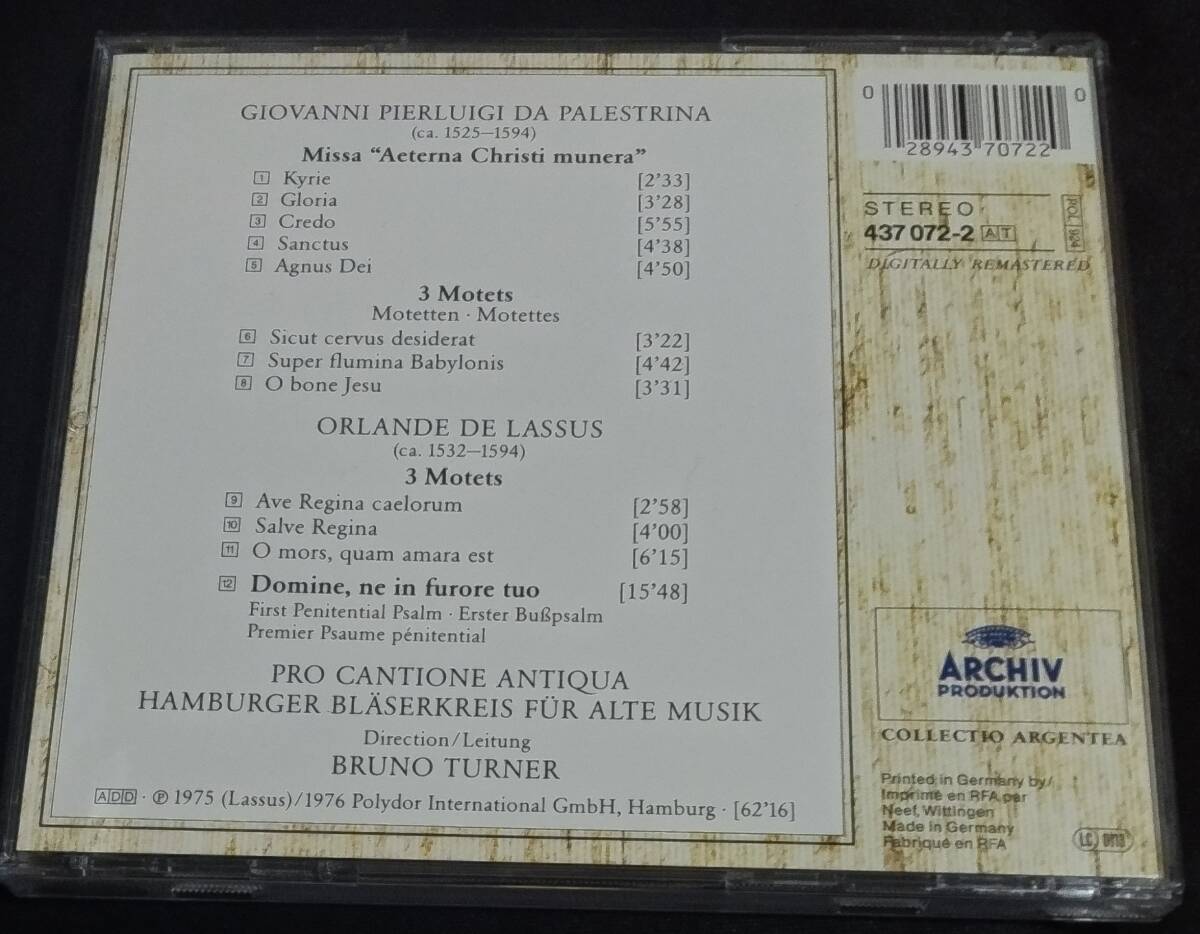 GIOVANNI PIERLUIGI DA PALESTRINA
(ca. 1525–1594)
Missa “Aeterna Christi munera”
1 Kyrie [2’33]
2 Gloria [3’28]
3 Credo [5’55]
4 Sanctus [4’38]
5 Agnus Dei [4’50]
3 Motets
Motetten · Motettes
6 Sicut cervus desiderat [3’22]
7 Super flumina Babylonis [4’42]
8 O bone Jesu [3’31]
ORLANDE DE LASSUS
(ca. 1532–1594)
3 Motets
9 Ave Regina caelorum [2’58]
10 Salve Regina [4’00]
11 O mors, quam amara est [6’15]
12 Domine, ne in furore tuo [15’48]
First Penitential Psalm · Erster Bußpsalm
Premier Psaume pénitential
PRO CANTIONE ANTIQUA
HAMBURGER BLÄSERKREIS FÜR ALTE MUSIK
Direction/Leitung
BRUNO TURNER
ADD · ℗ 1975 (Lassus)/1976 Polydor International GmbH, Hamburg · [62’16]
0 28943 70722 0
STEREO
437 072-2 AT
POL 924
DIGITALLY REMASTERED
ARCHIV
PRODUKTION
COLLECTIO ARGENTEA
Printed in Germany by/
Imprimé en RFA par
Neef, Wittingen
Made in Germany
Fabriqué en RFA
LC